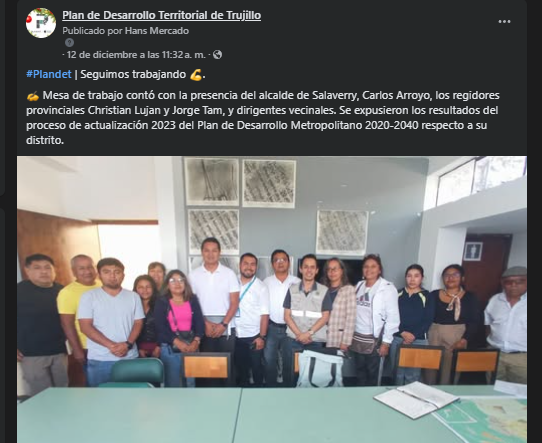 Plan de Desarrollo Territorial de Trujillo
Publicado por Hans Mercado
· 12 de diciembre a las 11:32 a. m. ·
#Plandet | Seguimos trabajando 💪.
✍ Mesa de trabajo contó con la presencia del alcalde de Salaverry, Carlos Arroyo, los regidores
provinciales Christian Lujan y Jorge Tam, y dirigentes vecinales. Se expusieron los resultados del
proceso de actualización 2023 del Plan de Desarrollo Metropolitano 2020-2040 respecto a su
distrito.